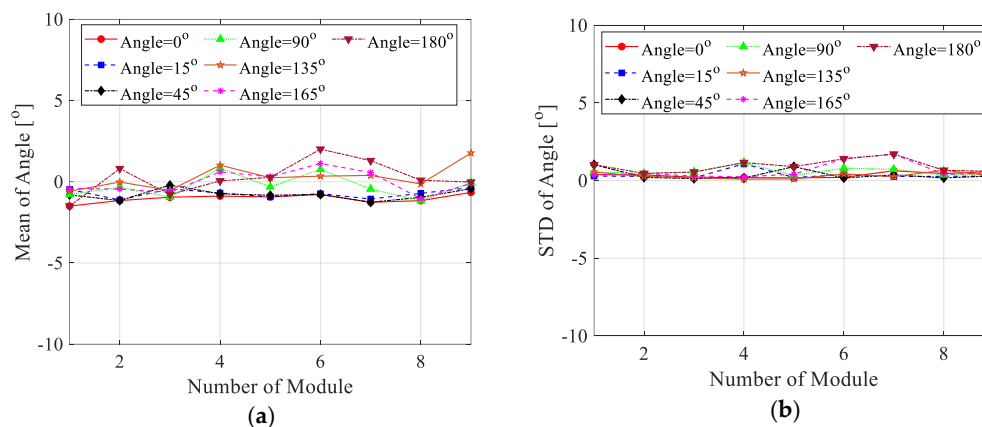 10
5
0
-5
-10
Mean of Angle [°]
Angle=0° Angle=90° Angle=180°
Angle=15° Angle=135°
Angle=45° Angle=165°
2 4 6 8
Number of Module
(a)
10
5
0
-5
-10
STD of Angle [°]
Angle=0° Angle=90° Angle=180°
Angle=15° Angle=135°
Angle=45° Angle=165°
2 4 6 8
Number of Module
(b)